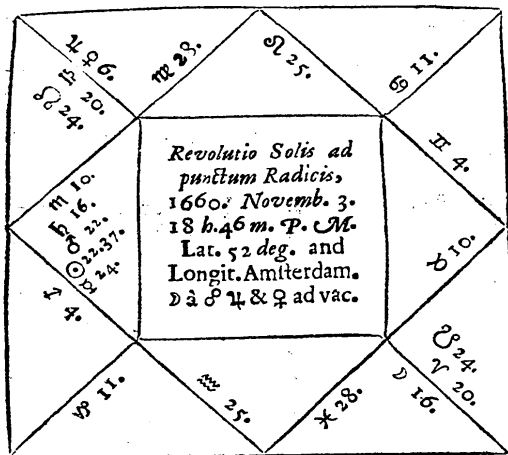 ♃ ♀ 6.
♎ 20.
☊ 24.
♍ 28.
♌ 25.
♋ 11.
♊ 4.
♏ 10.
♄ 16.
♂ 22.
☉ 22.37.
☿ 24.
♐ 4.
Revolutio Solis ad
punctum Radicis,
1660. Novemb. 3.
18 h. 46 m. P. M.
Lat. 52 deg. and
Longit. Amsterdam.
☽ à ☍ ♃ & ♀ ad vac.
♉ 10.
☋ 24.
♈ 20.
☽ 16.
♑ 11.
♒ 25.
♓ 28.